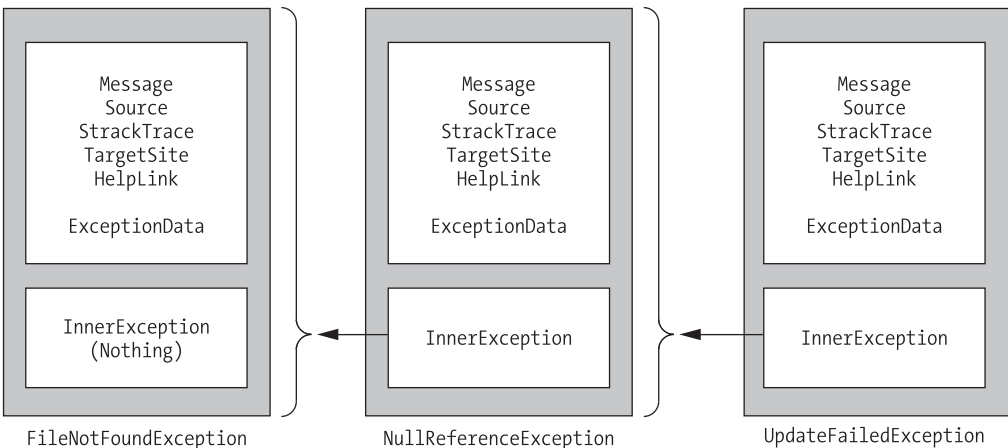 Message
Source
StrackTrace
TargetSite
HelpLink
ExceptionData
InnerException
(Nothing)
FileNotFoundException
Message
Source
StrackTrace
TargetSite
HelpLink
ExceptionData
InnerException
NullReferenceException
Message
Source
StrackTrace
TargetSite
HelpLink
ExceptionData
InnerException
UpdateFailedException